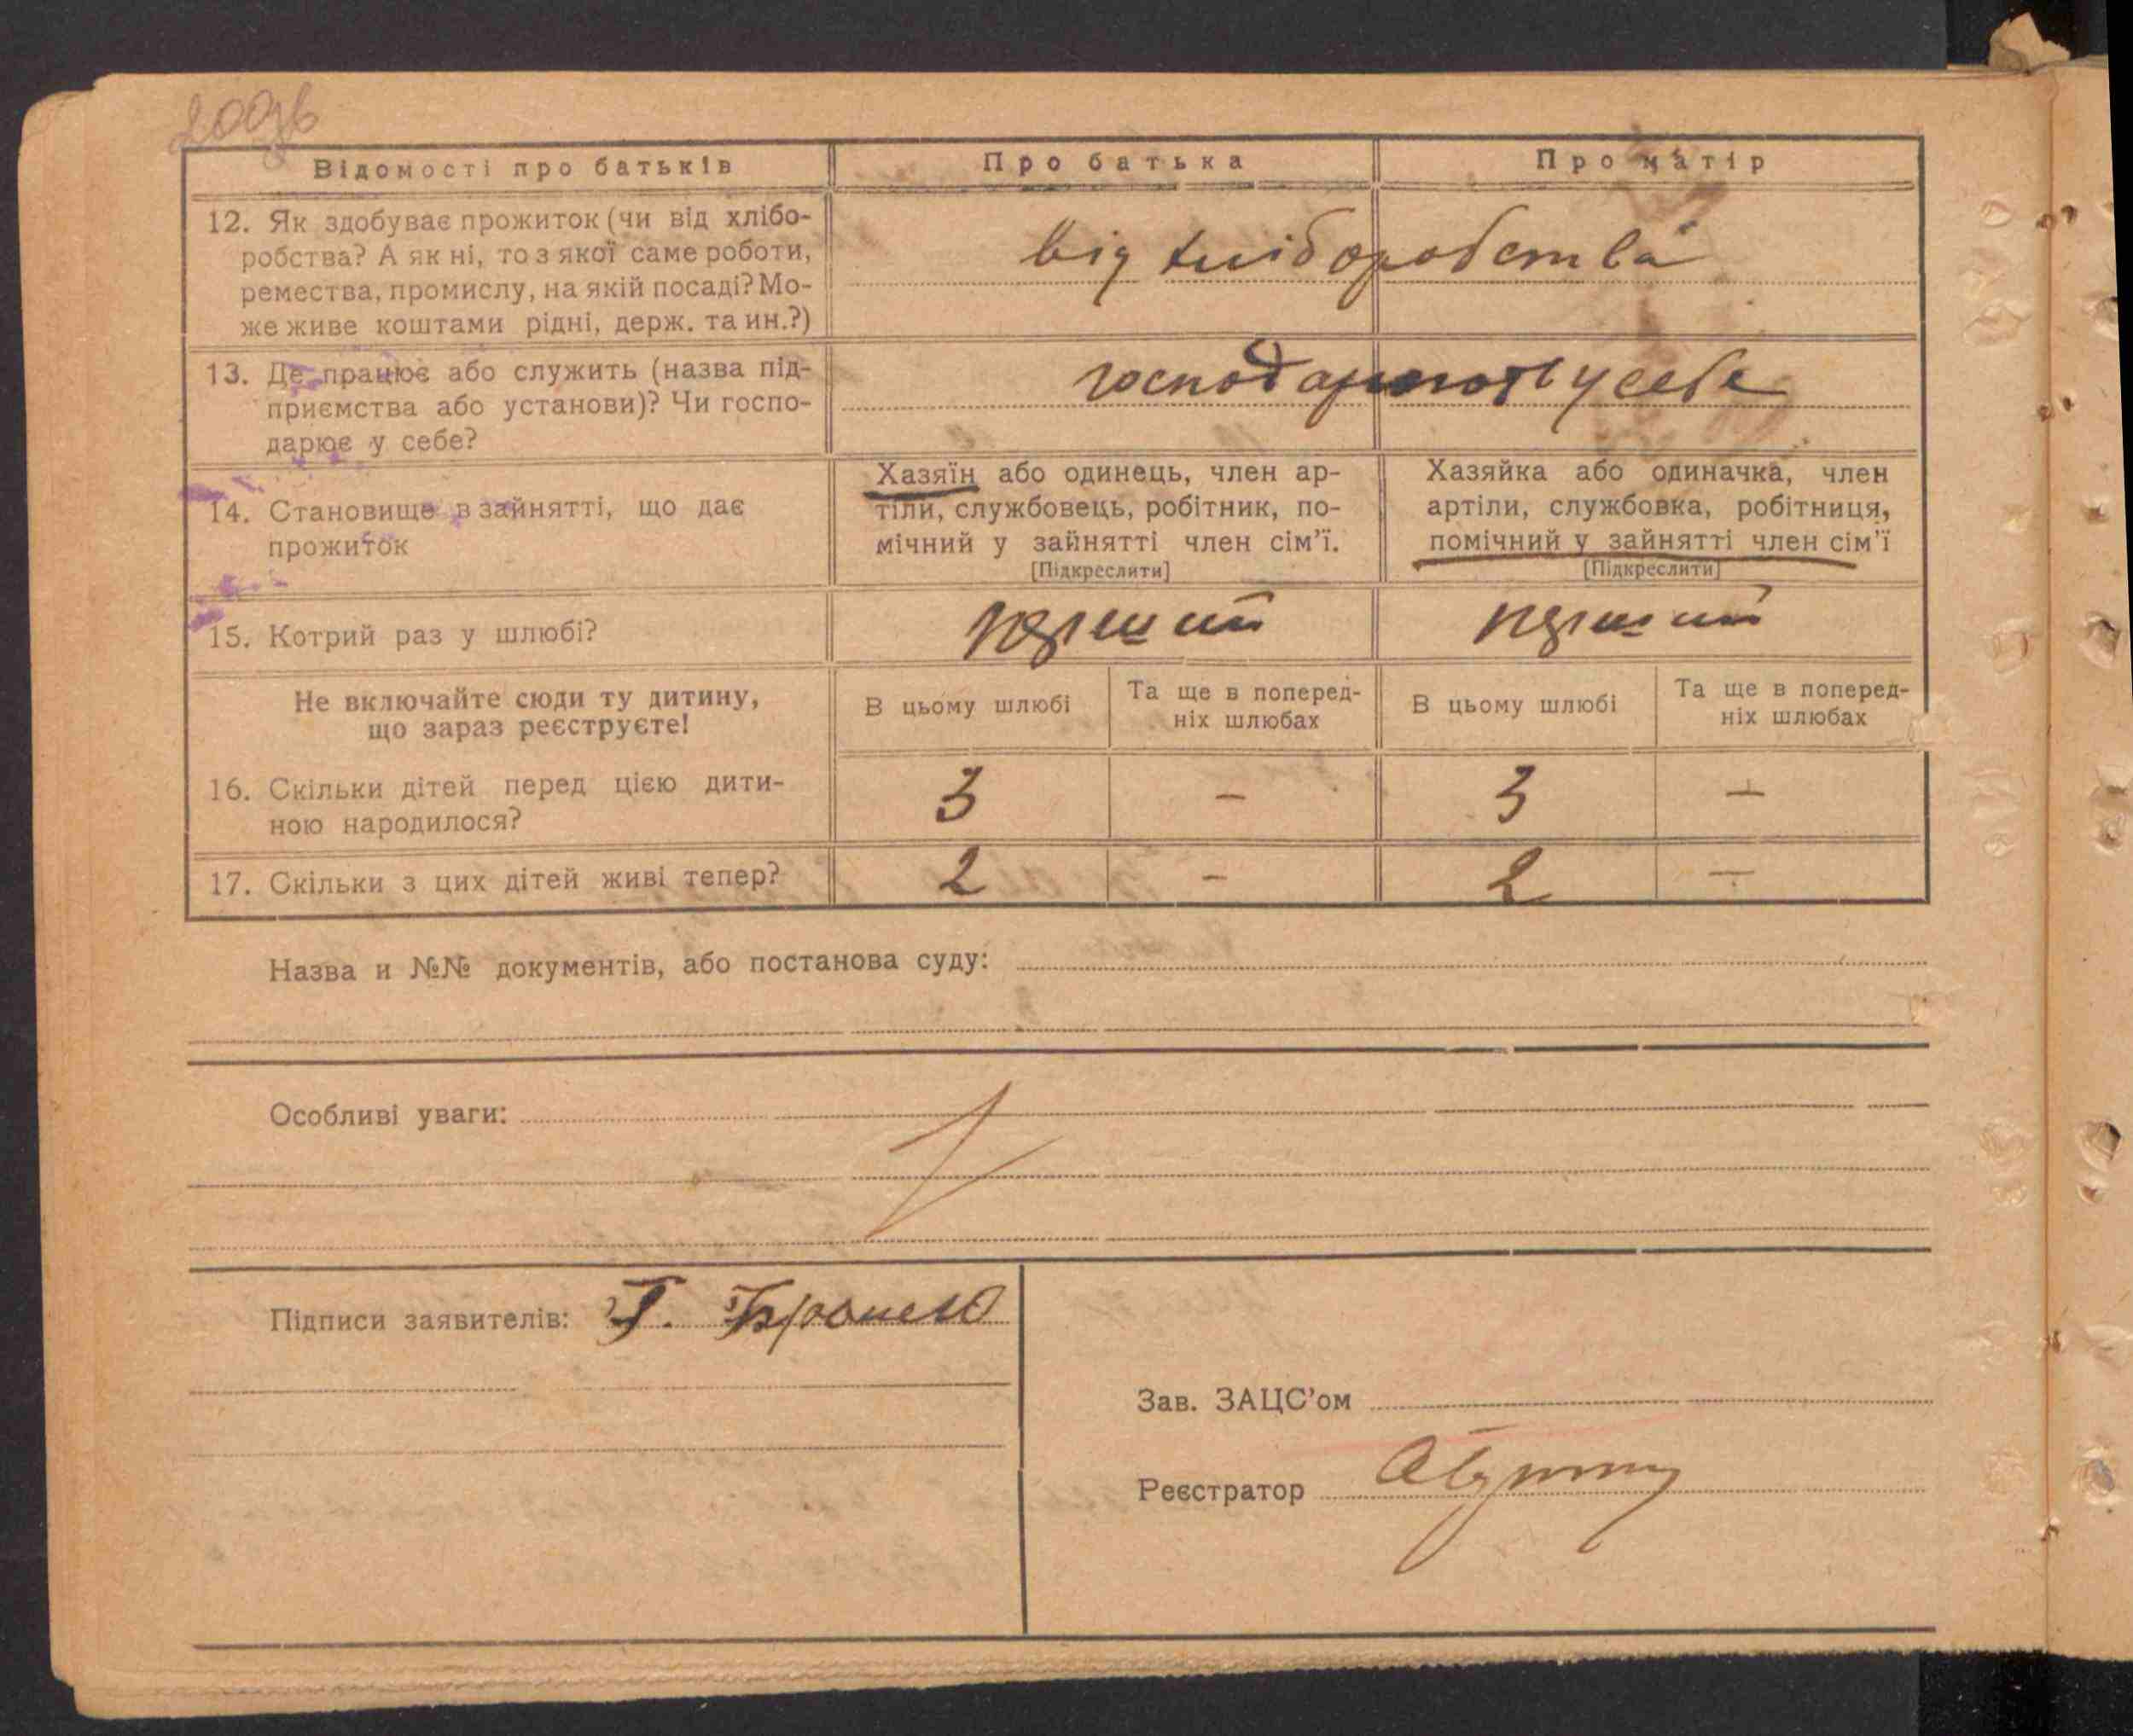 200зв
Відомості про батьків
Про батька
Про матір
12. Як здобуває прожиток (чи від хлібо-
робства? А як ні, то з якої саме роботи,
ремества, промислу, на якій посаді? Мо-
же живе коштами рідні, держ. та ин.?)
від хліборобства
13. Де працює або служить (назва під-
приємства або установи)? Чи госпо-
дарює у себе?
господарюють у себе
14. Становище в зайнятті, що дає
прожиток
Хазяїн або одинець, член ар-
тіли, службовець, робітник, по-
мічний у зайнятті член сім'ї.
[Підкреслити]
Хазяйка або одиначка, член
артіли, службовка, робітниця,
помічний у зайнятті член сім'ї
[Підкреслити]
15. Котрий раз у шлюбі?
перший
перший
Не включайте сюди ту дитину,
що зараз реєструєте!
В цьому шлюбі
Та ще в поперед-
ніх шлюбах
В цьому шлюбі
Та ще в поперед-
ніх шлюбах
16. Скільки дітей перед цією дити-
ною народилося?
3 — 3 —
17. Скільки з цих дітей живі тепер?
2 — 2 —
Назва и №№ документів, або постанова суду:
Особливі уваги:
Підписи заявителів: Г.
Зав. ЗАЦС'ом
Реєстратор